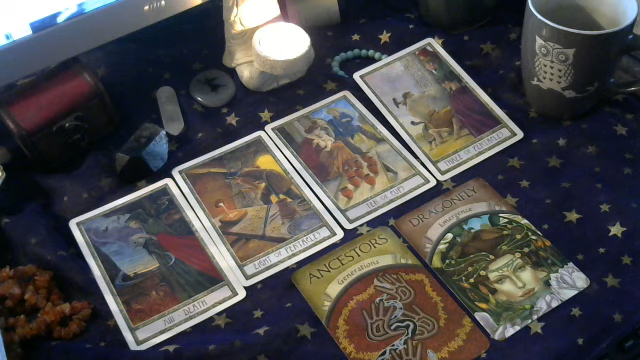 XIII DEATH
EIGHT OF PENTACLES
TEN OF CUPS
THREE OF PENTACLES
ANCESTORS
Generations
DRAGONFLY
Emergence